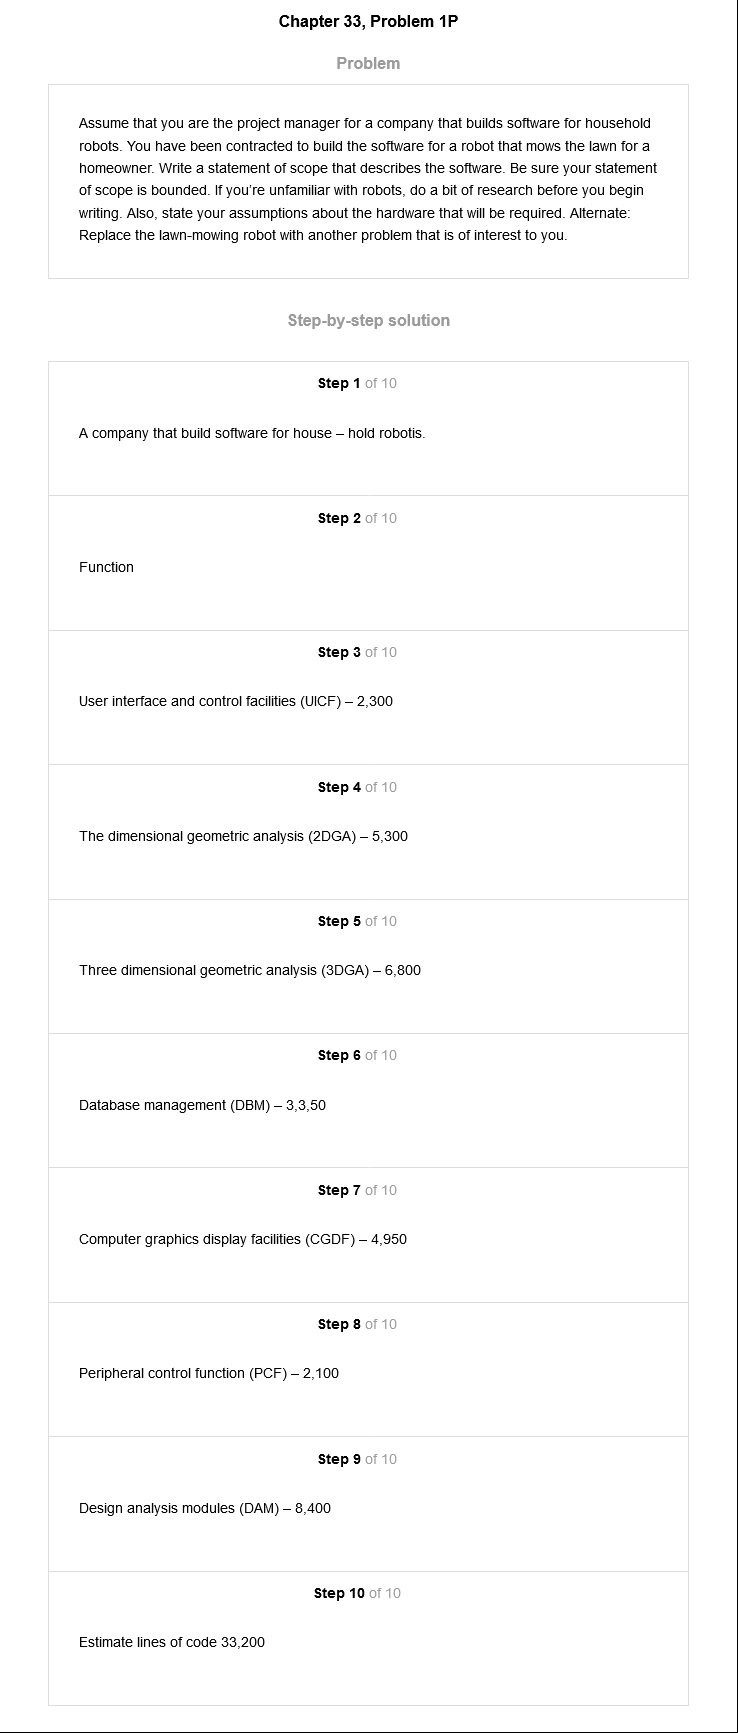 Chapter 33, Problem 1P
Problem
Assume that you are the project manager for a company that builds software for household
robots. You have been contracted to build the software for a robot that mows the lawn for a
homeowner. Write a statement of scope that describes the software. Be sure your statement
of scope is bounded. If you're unfamiliar with robots, do a bit of research before you begin
writing. Also, state your assumptions about the hardware that will be required. Alternate:
Replace the lawn-mowing robot with another problem that is of interest to you.
Step-by-step solution
Step 1 of 10
A company that build software for house – hold robotis.
Step 2 of 10
Function
Step 3 of 10
User interface and control facilities (UICF) – 2,300
Step 4 of 10
The dimensional geometric analysis (2DGA) – 5,300
Step 5 of 10
Three dimensional geometric analysis (3DGA) – 6,800
Step 6 of 10
Database management (DBM) – 3,3,50
Step 7 of 10
Computer graphics display facilities (CGDF) – 4,950
Step 8 of 10
Peripheral control function (PCF) – 2,100
Step 9 of 10
Design analysis modules (DAM) – 8,400
Step 10 of 10
Estimate lines of code 33,200